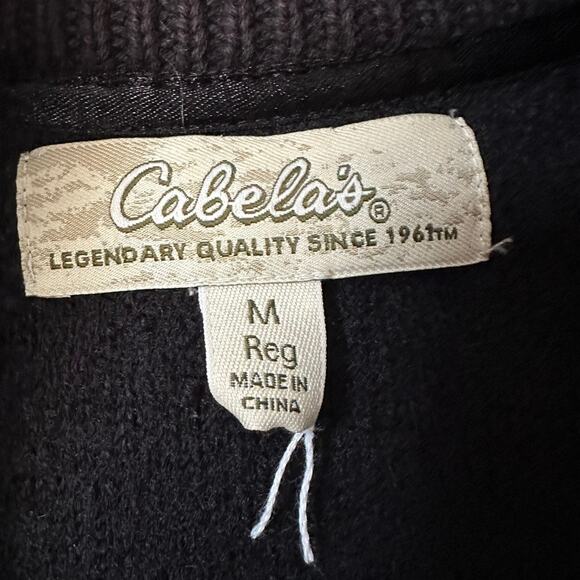 Cabela's®
LEGENDARY QUALITY SINCE 1961™
M
Reg
MADE IN
CHINA